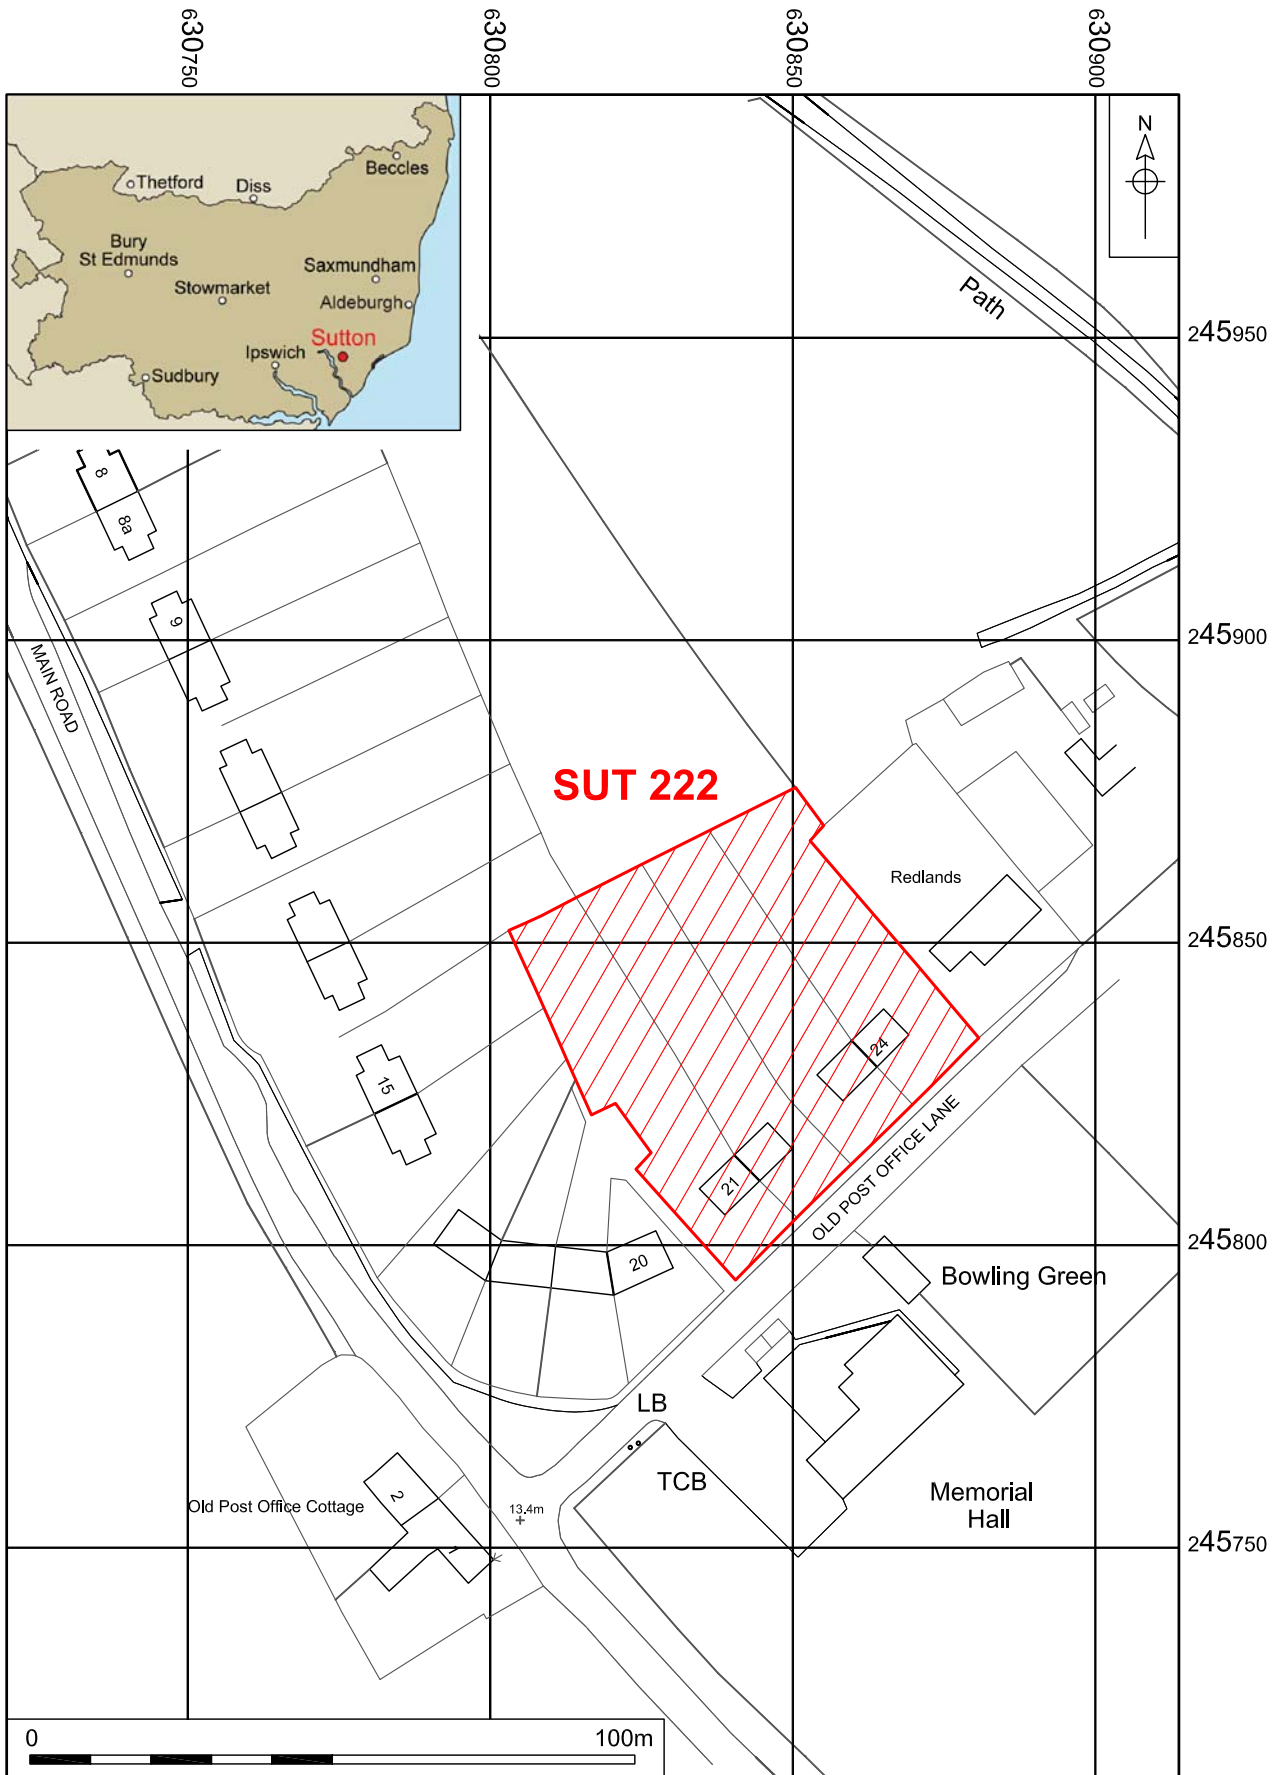 630750
630800
630850
630900
N
Beccles
Thetford
Diss
Bury
St Edmunds
Saxmundham
Stowmarket
Aldeburgh
Sutton
Ipswich
Sudbury
Path
245950
8
8a
9
MAIN ROAD
245900
SUT 222
Redlands
245850
24
15
OLD POST OFFICE LANE
21
245800
20
Bowling Green
LB
TCB
Memorial
Hall
2
Old Post Office Cottage
13.4m
1
245750
0
100m